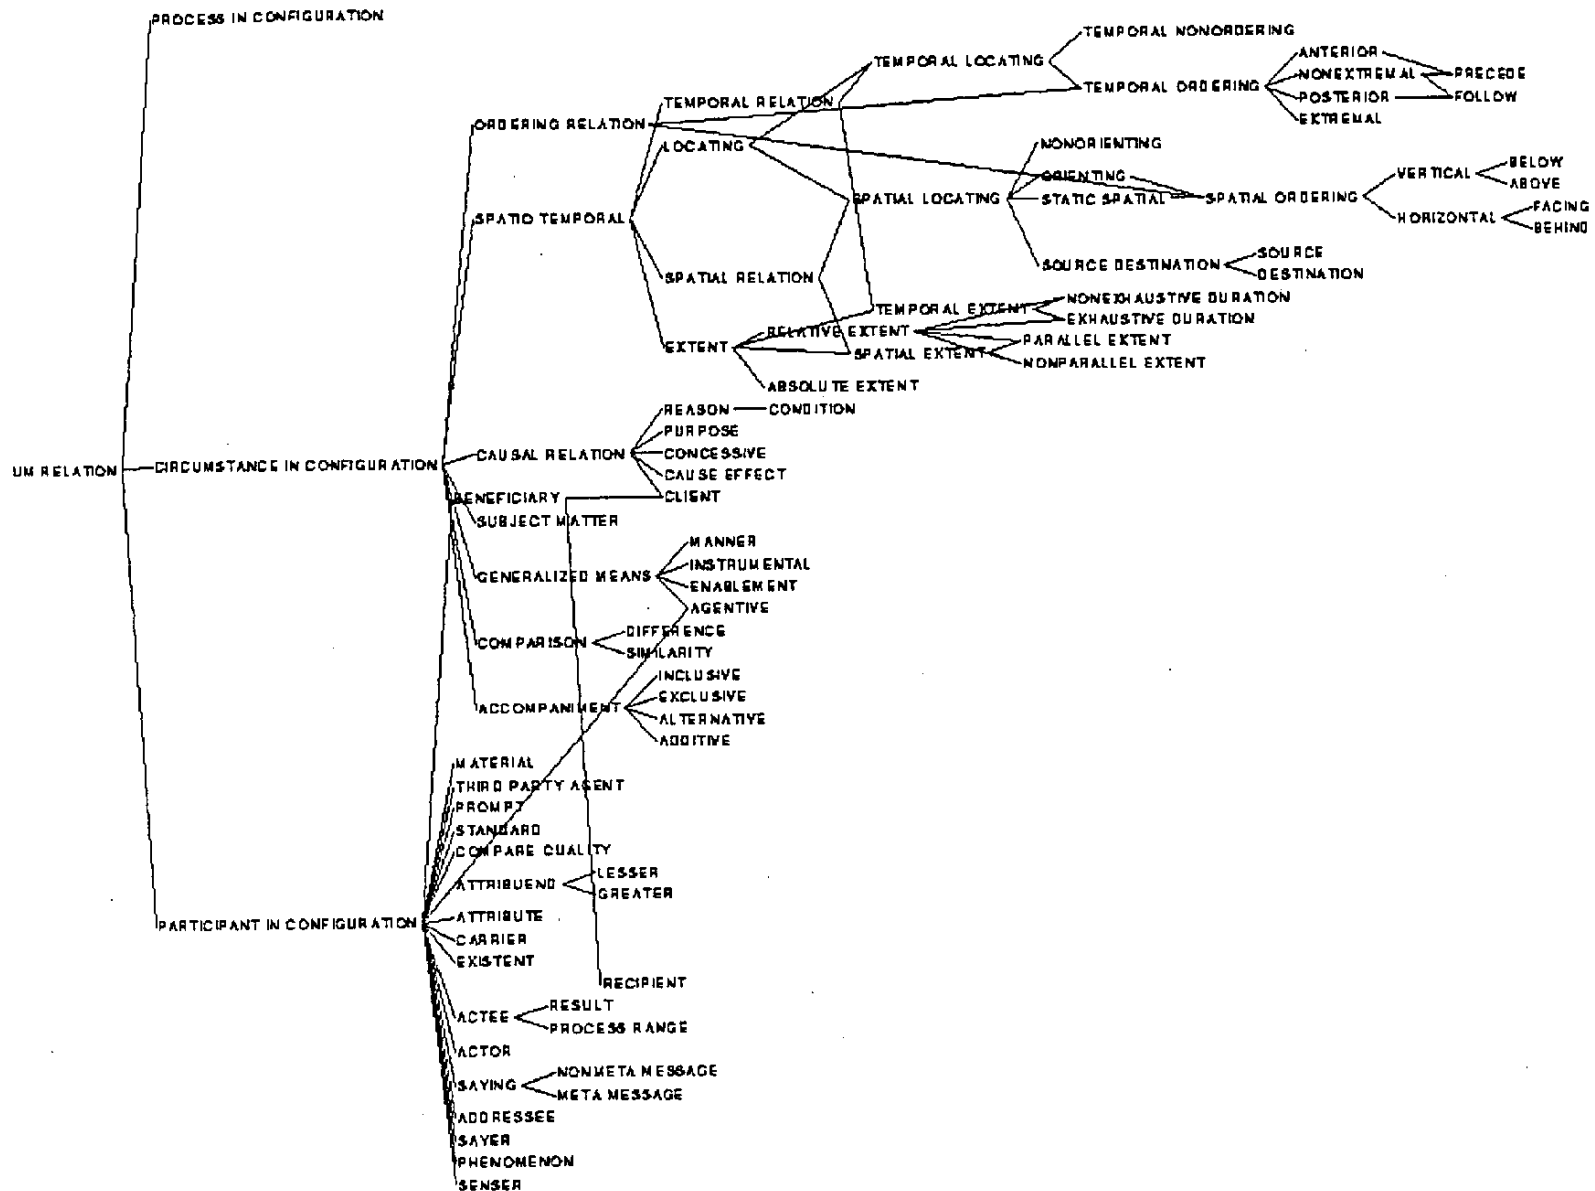 PROCESS IN CONFIGURATION
TEMPORAL NONORDERING
ANTERIOR
TEMPORAL LOCATING
NONEXTREMAL
PRECEDE
TEMPORAL ORDERING
POSTERIOR
FOLLOW
TEMPORAL RELATION
EXTREMAL
ORDERING RELATION
LOCATING
NONORIENTING
BELOW
VERTICAL
ORIENTING
ABOVE
SPATIAL LOCATING
STATIC SPATIAL
SPATIAL ORDERING
FACING
SPATIO TEMPORAL
HORIZONTAL
BEHIND
SOURCE
SOURCE DESTINATION
SPATIAL RELATION
DESTINATION
NONEXHAUSTIVE DURATION
TEMPORAL EXTENT
EXHAUSTIVE DURATION
RELATIVE EXTENT
PARALLEL EXTENT
EXTENT
SPATIAL EXTENT
NONPARALLEL EXTENT
ABSOLUTE EXTENT
REASON
CONDITION
PURPOSE
CAUSAL RELATION
CONCESSIVE
UM RELATION
CIRCUMSTANCE IN CONFIGURATION
CAUSE EFFECT
BENEFICIARY
CLIENT
SUBJECT MATTER
MANNER
INSTRUMENTAL
GENERALIZED MEANS
ENABLEMENT
AGENTIVE
DIFFERENCE
COMPARISON
SIMILARITY
INCLUSIVE
EXCLUSIVE
ACCOMPANIMENT
ALTERNATIVE
ADDITIVE
MATERIAL
THIRD PARTY AGENT
PROMPT
STANDARD
COMPARE QUALITY
LESSER
ATTRIBUEND
GREATER
PARTICIPANT IN CONFIGURATION
ATTRIBUTE
CARRIER
EXISTENT
RECIPIENT
RESULT
ACTEE
PROCESS RANGE
ACTOR
NONMETA MESSAGE
SAYING
META MESSAGE
ADDRESSEE
SAYER
PHENOMENON
SENSER